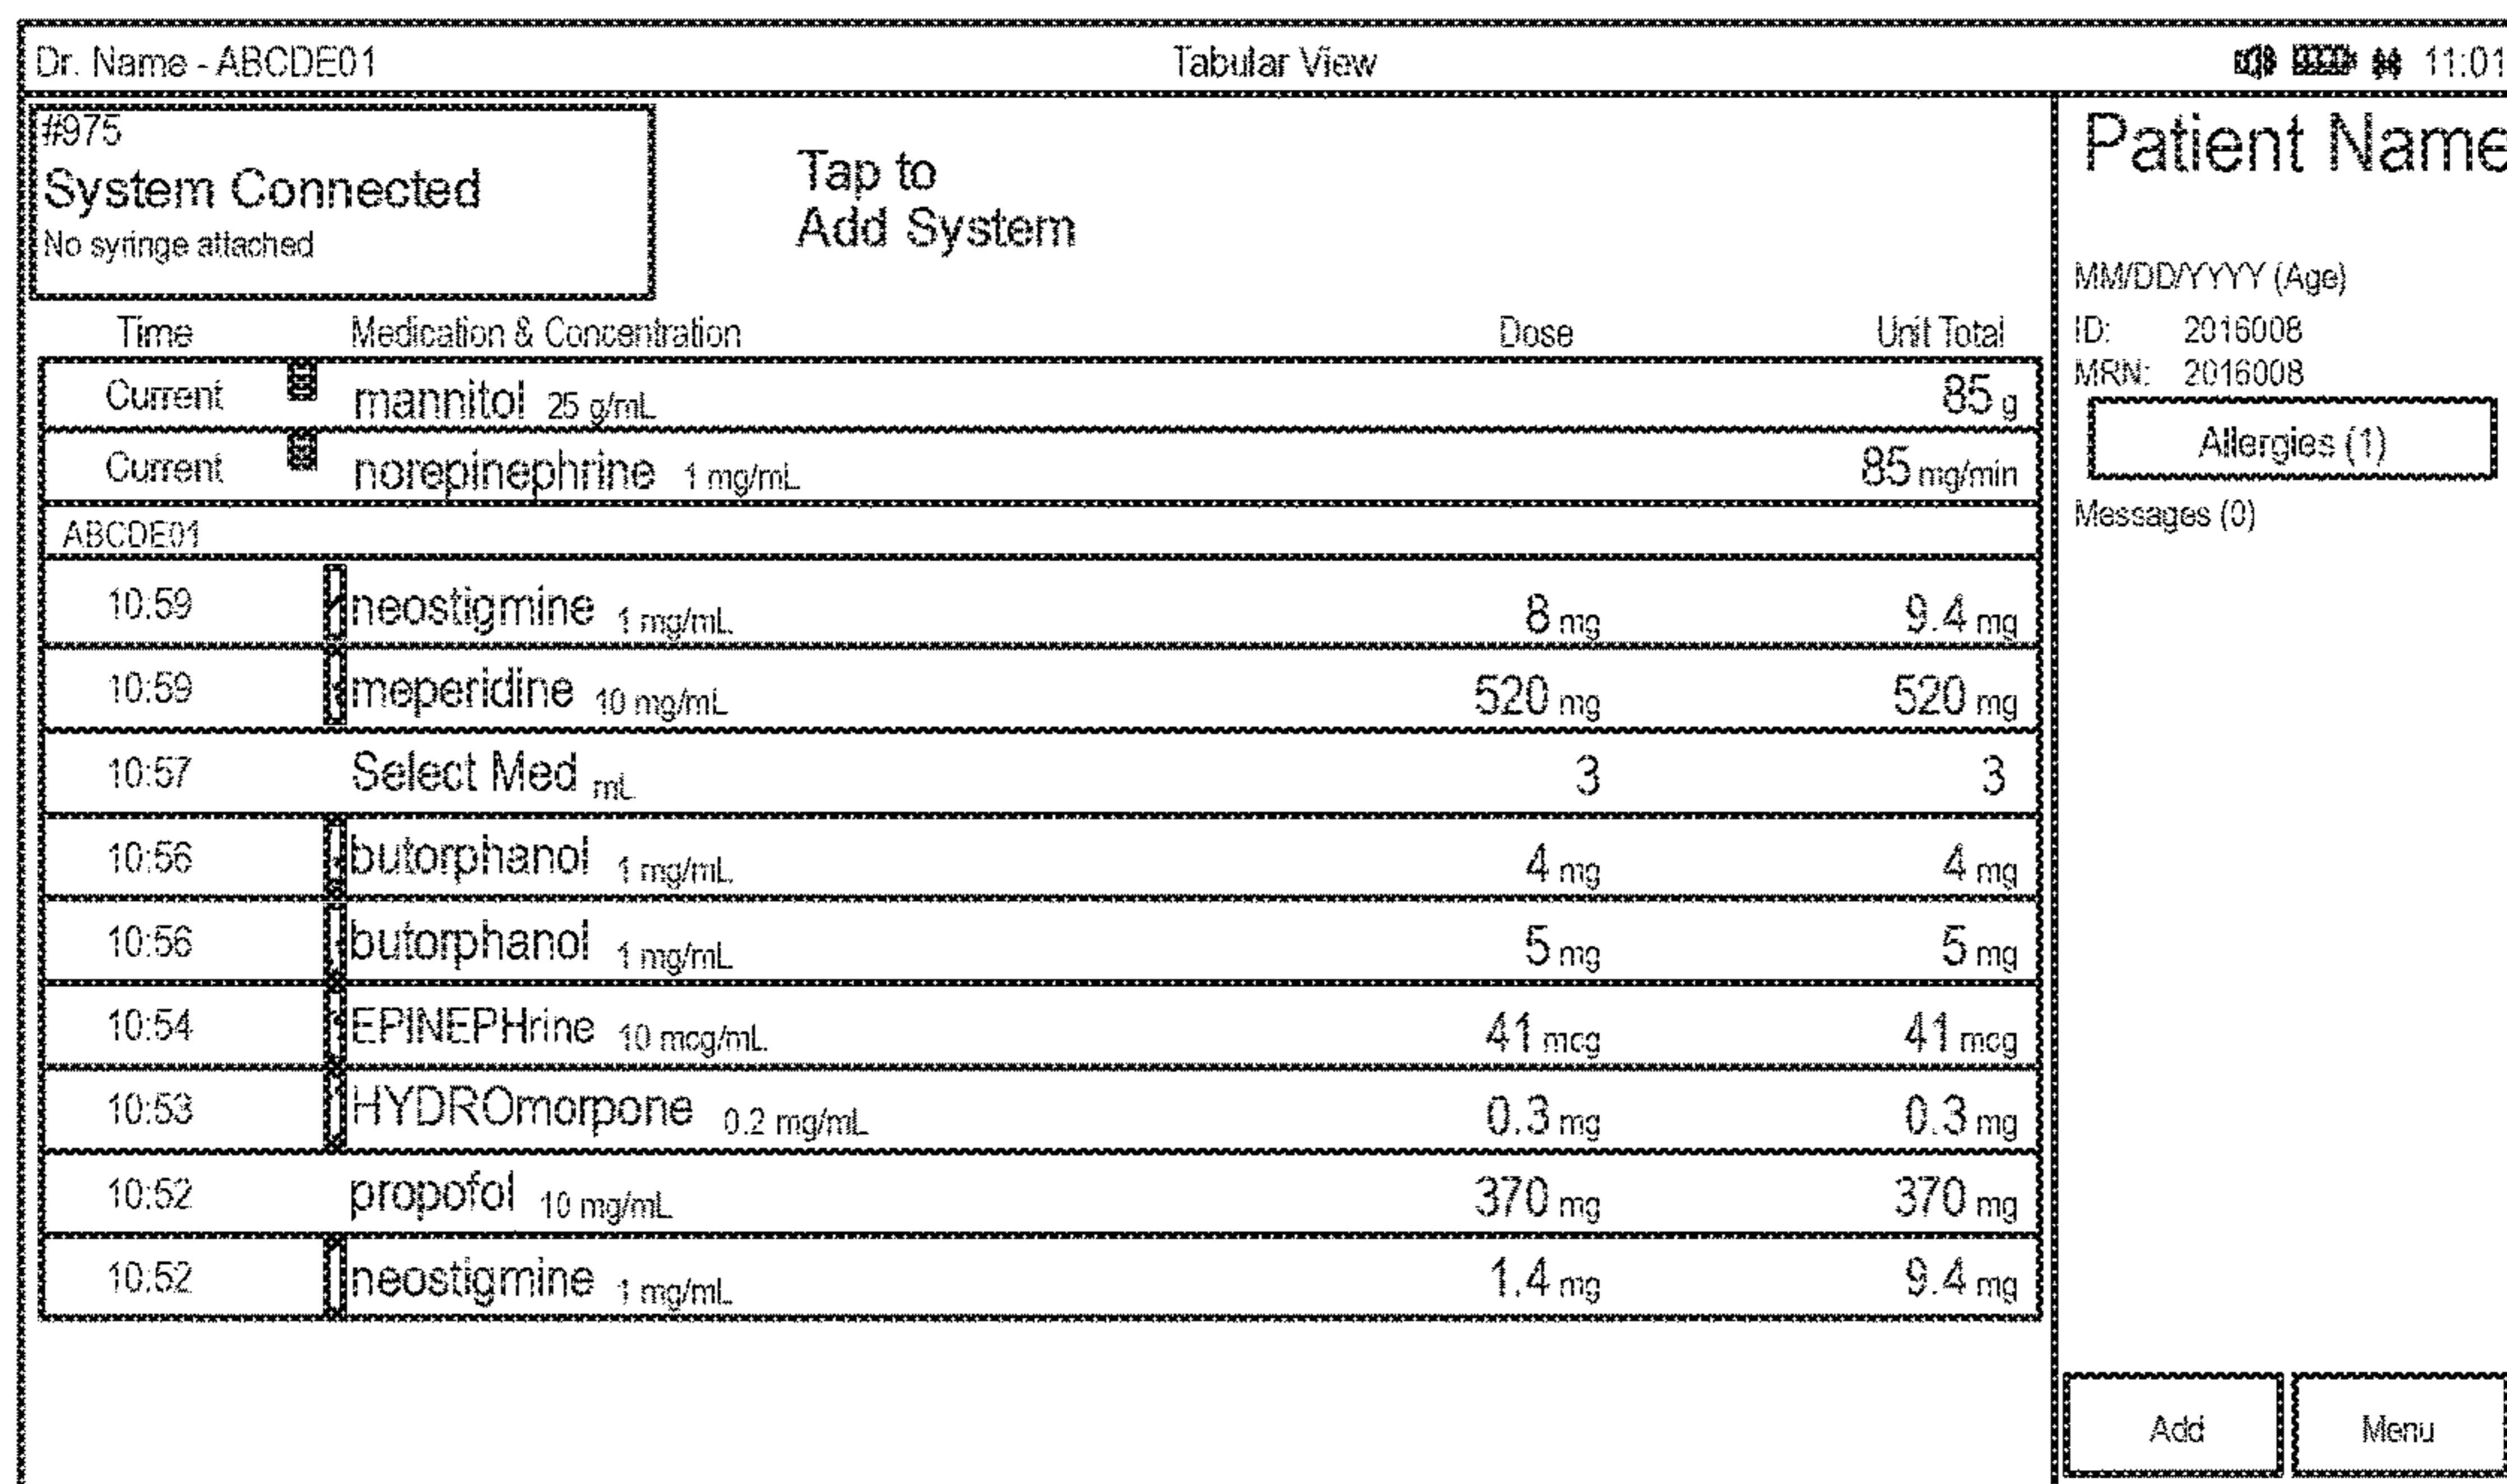 Dr. Name - ABCDE01 Tabular View 11:01
#975
System Connected
No syringe attached
Tap to
Add System
Time Medication & Concentration Dose Unit Total
Current mannitol 25 g/mL 85 g
Current norepinephrine 1 mg/mL 85 mg/min
ABCDE01
10:59 neostigmine 1 mg/mL 8 mg 9.4 mg
10:59 meperidine 10 mg/mL 520 mg 520 mg
10:57 Select Med mL 3 3
10:56 butorphanol 1 mg/mL 4 mg 4 mg
10:56 butorphanol 1 mg/mL 5 mg 5 mg
10:54 EPINEPHrine 10 mcg/mL 41 mcg 41 mcg
10:53 HYDROmorpone 0.2 mg/mL 0.3 mg 0.3 mg
10:52 propofol 10 mg/mL 370 mg 370 mg
10:52 neostigmine 1 mg/mL 1.4 mg 9.4 mg
Patient Name
MM/DD/YYYY (Age)
ID: 2016008
MRN: 2016008
Allergies (1)
Messages (0)
Add Menu